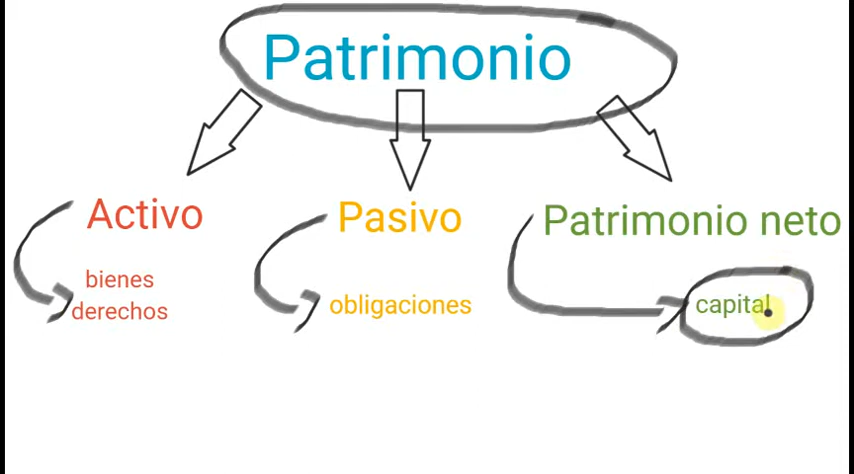 Patrimonio
Activo
Pasivo
Patrimonio neto
bienes
derechos
obligaciones
capital